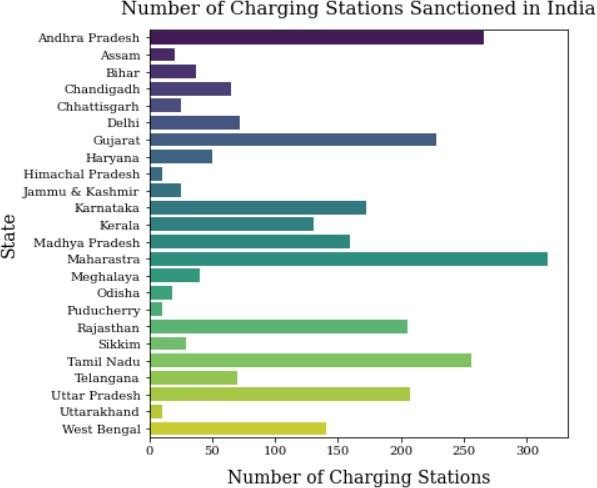 Number of Charging Stations Sanctioned in India
Andhra Pradesh
Assam
Bihar
Chandigadh
Chhattisgarh
Delhi
Gujarat
Haryana
Himachal Pradesh
Jammu & Kashmir
Karnataka
Kerala
Madhya Pradesh
Maharastra
Meghalaya
Odisha
Puducherry
Rajasthan
Sikkim
Tamil Nadu
Telangana
Uttar Pradesh
Uttarakhand
West Bengal
State
0 50 100 150 200 250 300
Number of Charging Stations